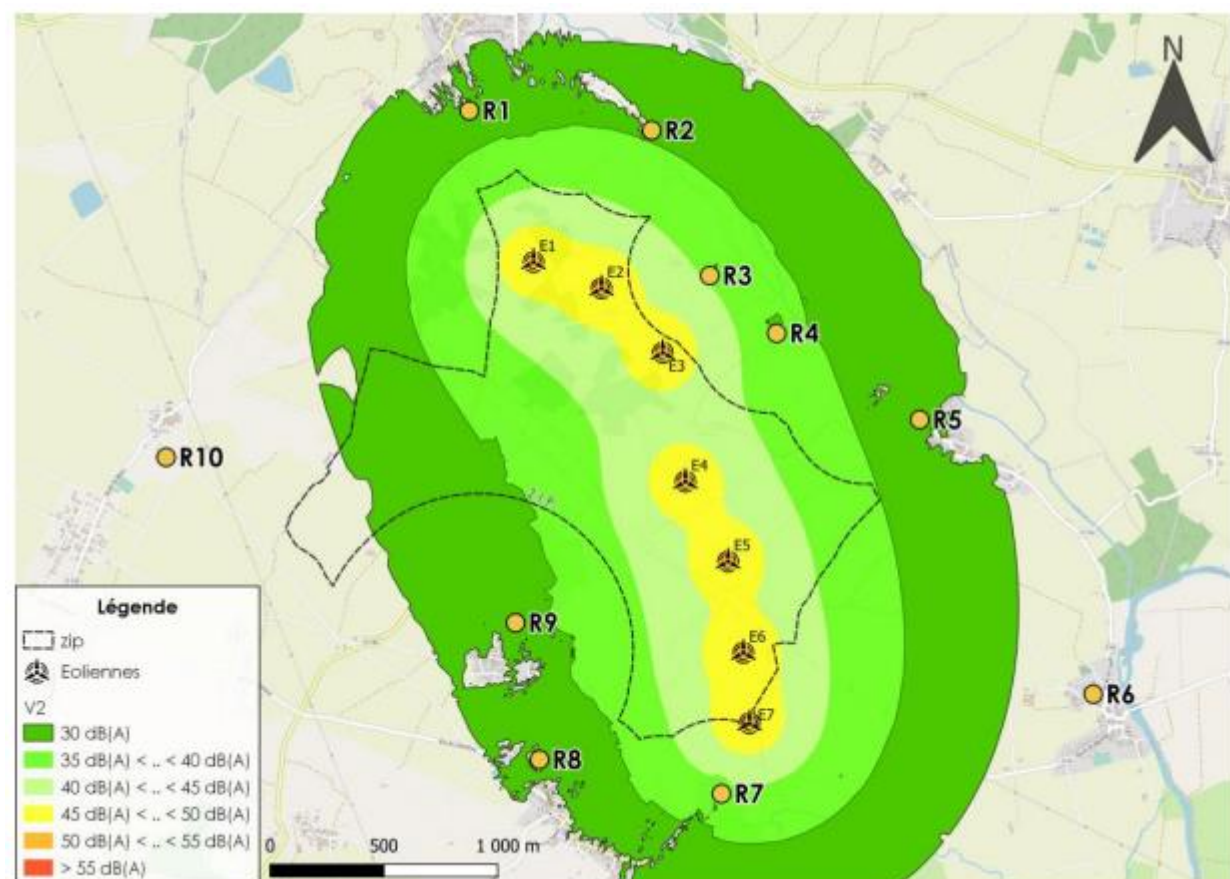 N
R1
R2
E1
E2
R3
R4
E3
R5
R10
E4
E5
R9
E6
R6
E7
R8
R7
Légende
zip
Eoliennes
V2
30 dB(A)
35 dB(A) < .. < 40 dB(A)
40 dB(A) < .. < 45 dB(A)
45 dB(A) < .. < 50 dB(A)
50 dB(A) < .. < 55 dB(A)
> 55 dB(A)
0 500 1 000 m